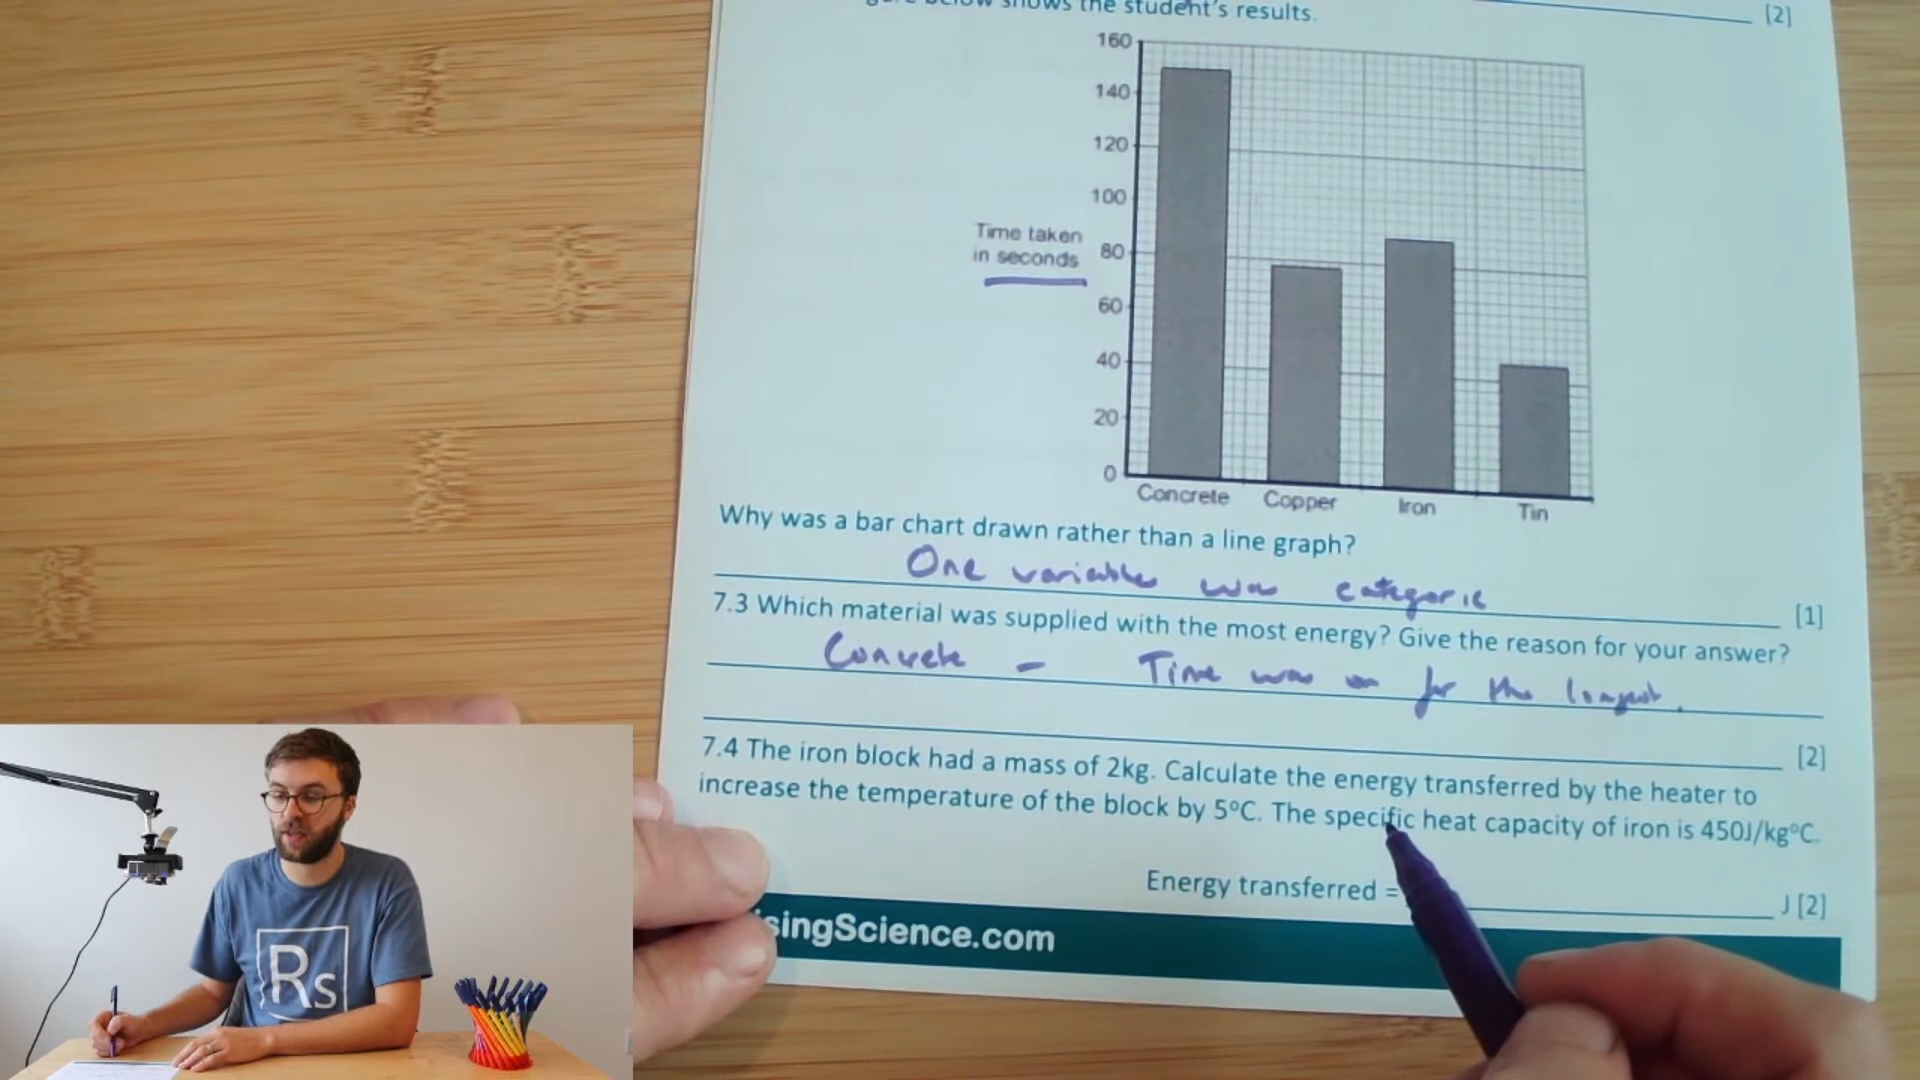 below shows the student's results.
[2]
160
140
120
100
80
60
40
20
0
Time taken
in seconds
Concrete Copper Iron Tin
Why was a bar chart drawn rather than a line graph?
One variable was categoric
[1]
7.3 Which material was supplied with the most energy? Give the reason for your answer?
Concrete - Time was on for the longest.
[2]
7.4 The iron block had a mass of 2kg. Calculate the energy transferred by the heater to
increase the temperature of the block by 5°C. The specific heat capacity of iron is 450J/kg°C.
Energy transferred = J [2]
isingScience.com
Rs